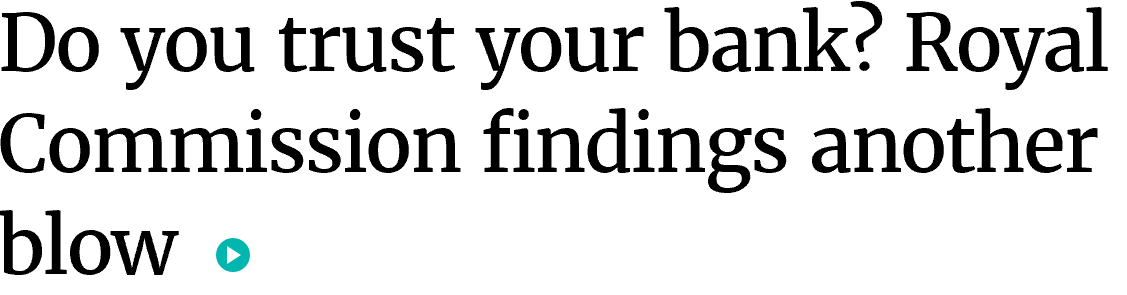 Do you trust your bank? Royal
Commission findings another
blow